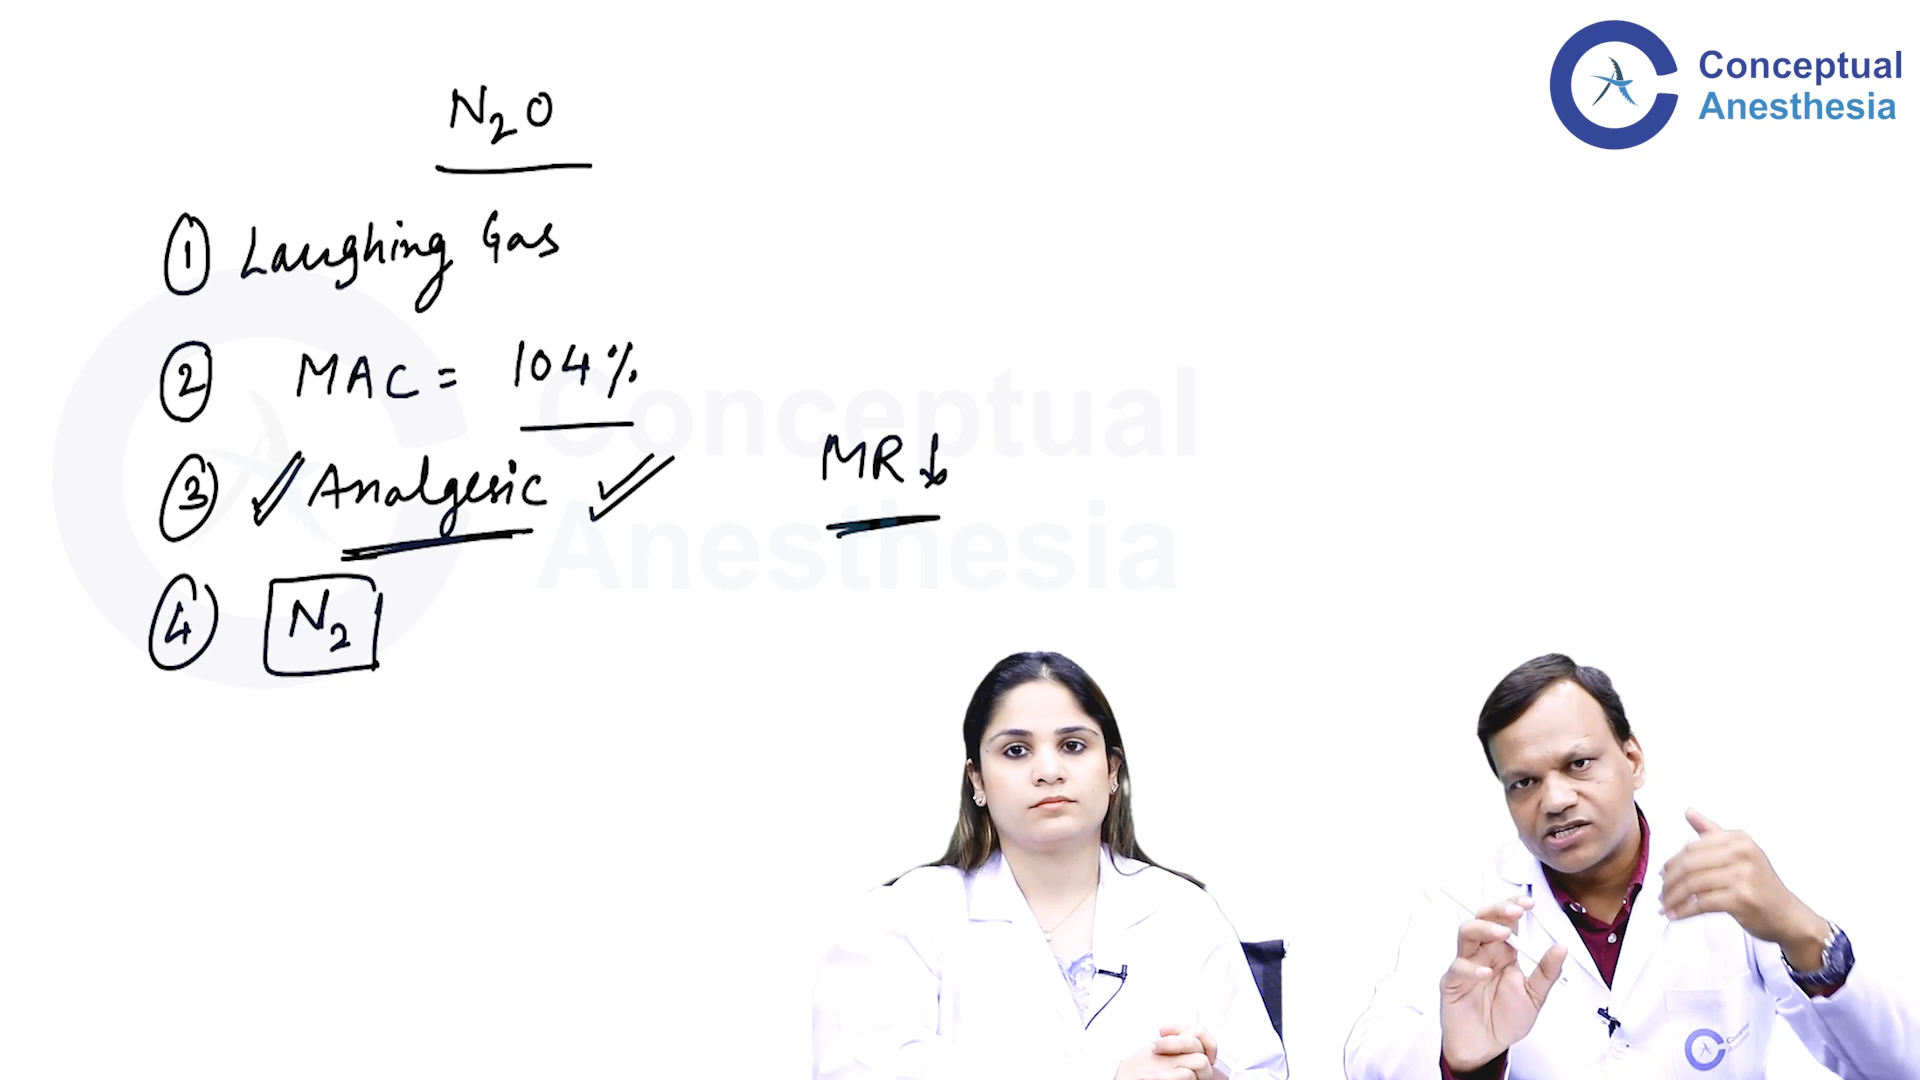 Conceptual
Anesthesia
N₂O
① Laughing Gas
② MAC = 104%
③ ✓ Analgesic ✓
MR↓
④ N₂
Conceptual
Anesthesia